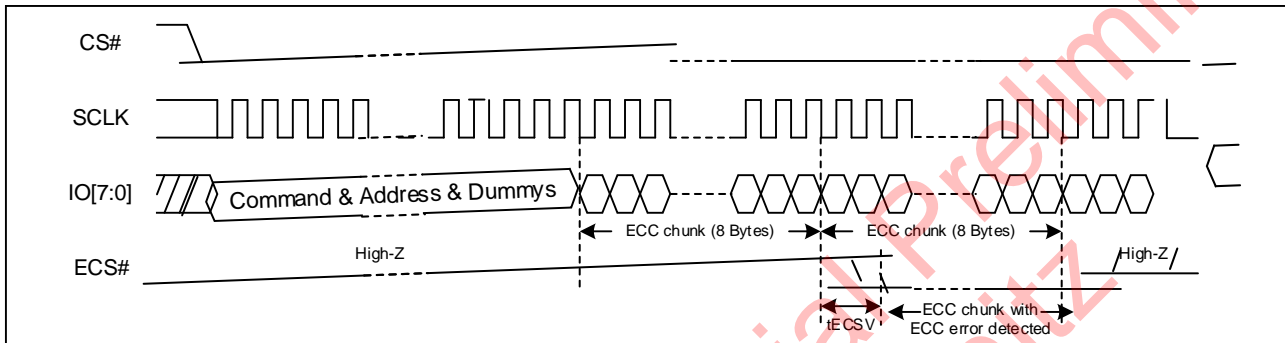 CS#
SCLK
IO[7:0]
Command & Address & Dummys
ECC chunk (8 Bytes)
ECC chunk (8 Bytes)
ECS#
High-Z
High-Z
tECSV
ECC chunk with
ECC error detected